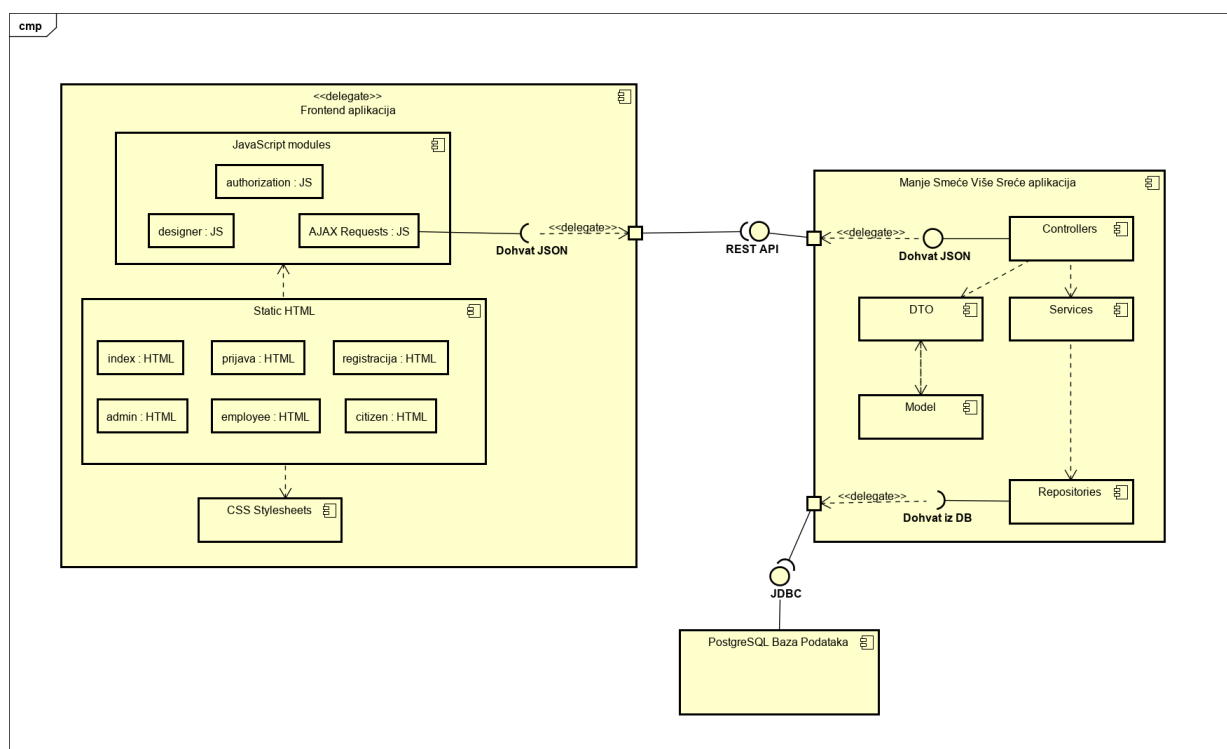 cmp
<<delegate>>
Frontend aplikacija
JavaScript modules
authorization : JS
designer : JS
AJAX Requests : JS
Dohvat JSON
<<delegate>>
Static HTML
index : HTML
prijava : HTML
registracija : HTML
admin : HTML
employee : HTML
citizen : HTML
CSS Stylesheets
REST API
Manje Smeće Više Sreće aplikacija
<<delegate>>
Dohvat JSON
Controllers
DTO
Services
Model
<<delegate>>
Dohvat iz DB
Repositories
JDBC
PostgreSQL Baza Podataka